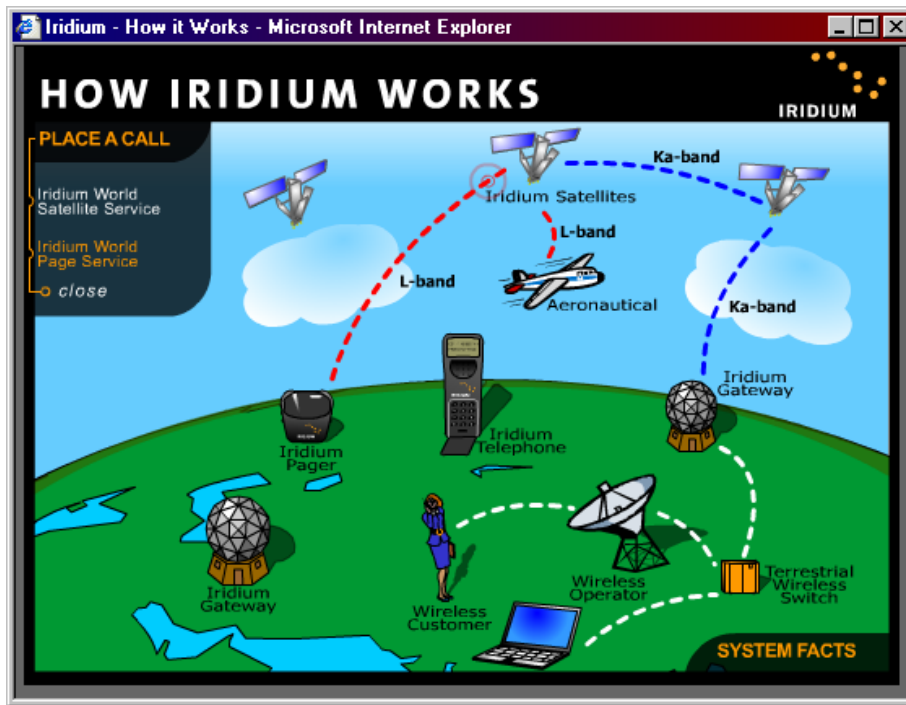 Iridium - How it Works - Microsoft Internet Explorer
HOW IRIDIUM WORKS
IRIDIUM
PLACE A CALL
Iridium World
Satellite Service
Iridium World
Page Service
close
Ka-band
Iridium Satellites
L-band
L-band
Aeronautical
Ka-band
Iridium
Gateway
Iridium
Pager
Iridium
Telephone
Iridium
Gateway
Wireless
Customer
Wireless
Operator
Terrestrial
Wireless
Switch
SYSTEM FACTS